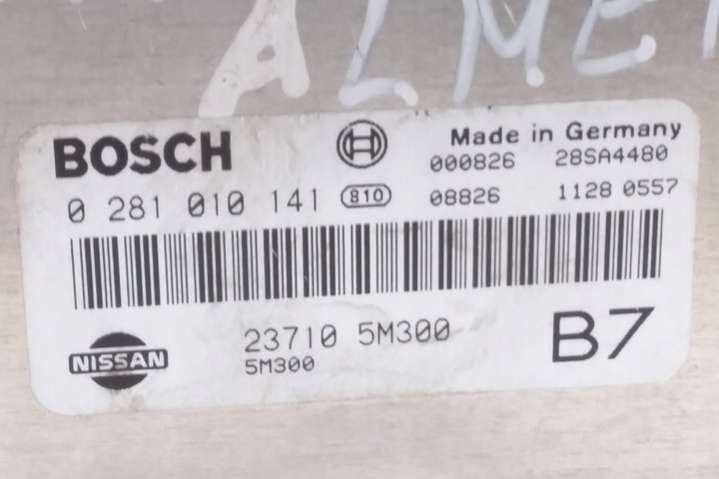 ALME
BOSCH
Made in Germany
000826 28SA4480
0 281 010 141 810 08826 1128 0557
NISSAN
23710 5M300
5M300
B7